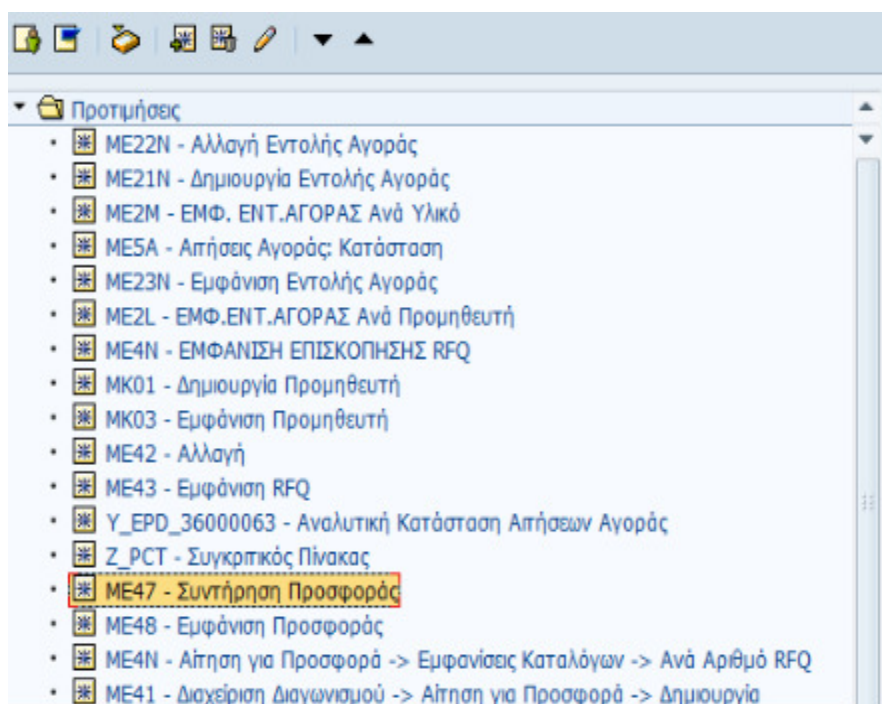 Προτιμήσεις
ME22N - Αλλαγή Εντολής Αγοράς
ME21N - Δημιουργία Εντολής Αγοράς
ME2M - ΕΜΦ. ΕΝΤ.ΑΓΟΡΑΣ Ανά Υλικό
ME5A - Αιτήσεις Αγοράς: Κατάσταση
ME23N - Εμφάνιση Εντολής Αγοράς
ME2L - ΕΜΦ.ΕΝΤ.ΑΓΟΡΑΣ Ανά Προμηθευτή
ME4N - ΕΜΦΑΝΙΣΗ ΕΠΙΣΚΟΠΗΣΗΣ RFQ
MK01 - Δημιουργία Προμηθευτή
MK03 - Εμφάνιση Προμηθευτή
ME42 - Αλλαγή
ME43 - Εμφάνιση RFQ
Y_EPD_36000063 - Αναλυτική Κατάσταση Αιτήσεων Αγοράς
Z_PCT - Συγκριτικός Πίνακας
ME47 - Συντήρηση Προσφοράς
ME48 - Εμφάνιση Προσφοράς
ME4N - Αίτηση για Προσφορά -> Εμφανίσεις Καταλόγων -> Ανά Αριθμό RFQ
ME41 - Διαχείριση Διαγωνισμού -> Αίτηση για Προσφορά -> Δημιουργία